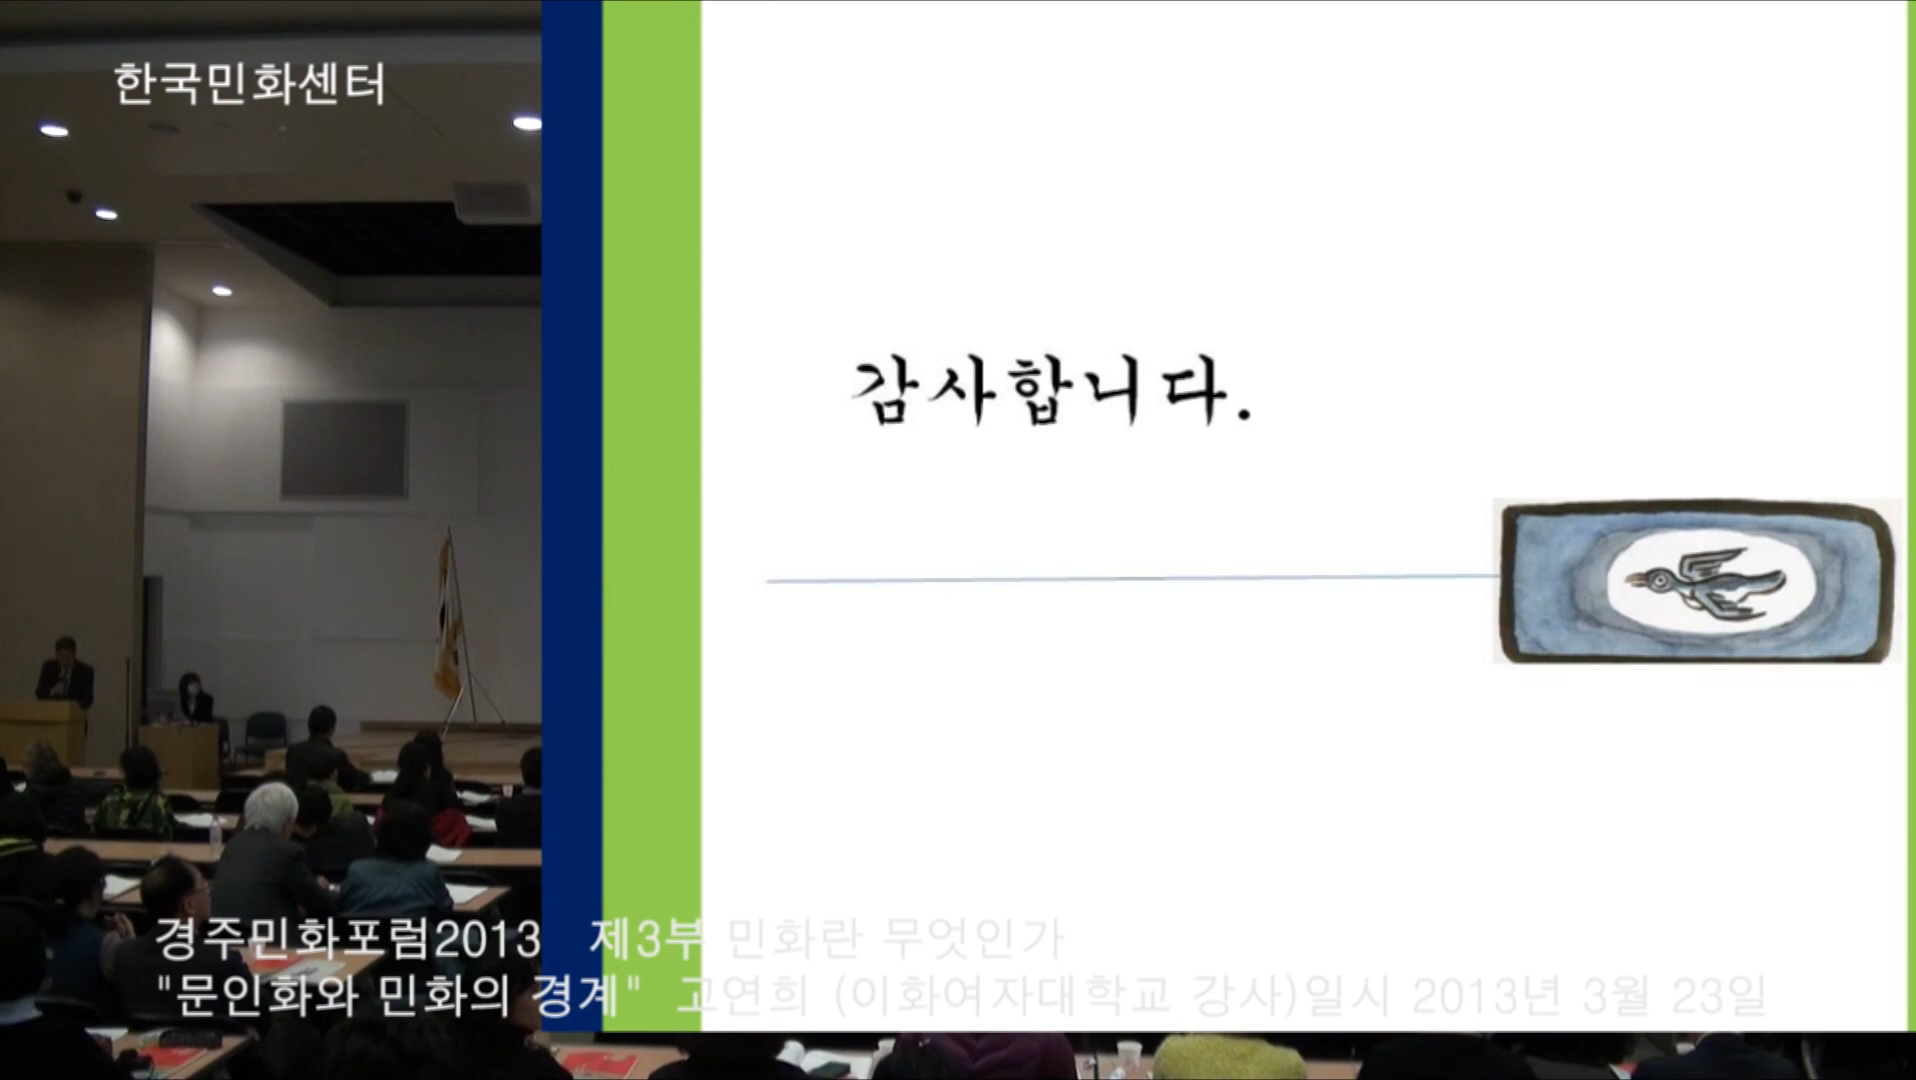 한국민화센터
감사합니다.
경주민화포럼2013 제3부 민화란 무엇인가
"문인화와 민화의 경계" 고연희 (이화여자대학교 강사)일시 2013년 3월 23일